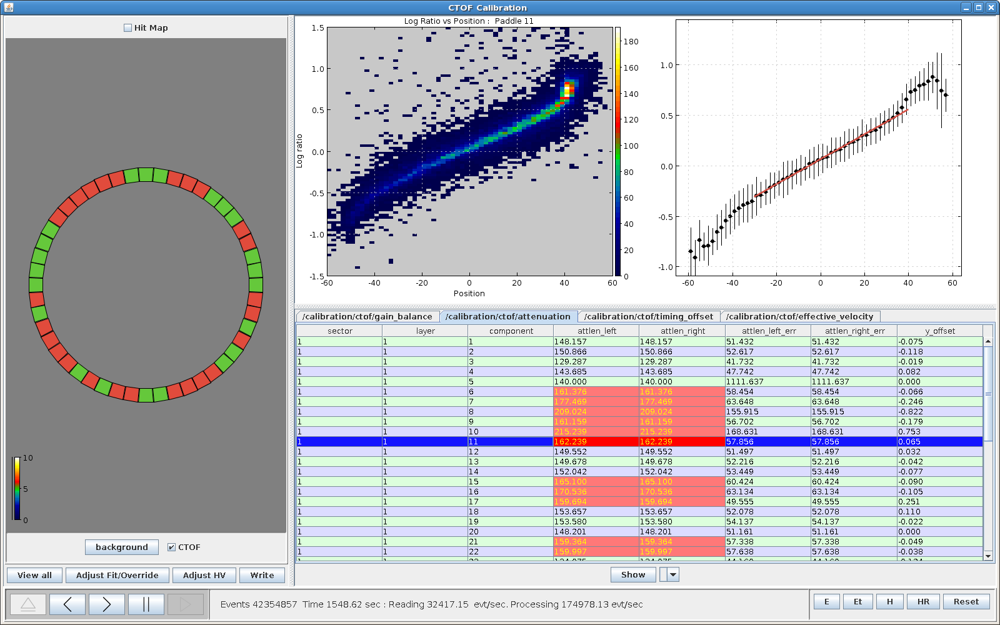 CTOF Calibration
Hit Map
10
5
0
background
CTOF
View all
Adjust Fit/Override
Adjust HV
Write
Log Ratio vs Position : Paddle 11
Log ratio
1.5
1.0
0.5
0.0
-0.5
-1.0
-1.5
-60 -40 -20 0 20 40 60
Position
180
160
140
120
100
80
60
40
20
0
1.0
0.5
0.0
-0.5
-1.0
-60 -40 -20 0 20 40 60
/calibration/ctof/gain_balance /calibration/ctof/attenuation /calibration/ctof/timing_offset /calibration/ctof/effective_velocity
sector layer component attlen_left attlen_right attlen_left_err attlen_right_err y_offset
1 1 1 148.157 148.157 51.432 51.432 -0.075
1 1 2 150.866 150.866 52.617 52.617 -0.118
1 1 3 129.287 129.287 41.732 41.732 -0.019
1 1 4 143.685 143.685 47.742 47.742 0.082
1 1 5 140.000 140.000 1111.637 1111.637 0.000
1 1 6 161.376 161.376 58.454 58.454 -0.066
1 1 7 177.469 177.469 63.648 63.648 -0.246
1 1 8 209.024 209.024 155.915 155.915 -0.822
1 1 9 161.159 161.159 56.702 56.702 -0.179
1 1 10 215.239 215.239 168.631 168.631 0.753
1 1 11 162.239 162.239 57.856 57.856 0.065
1 1 12 149.552 149.552 51.497 51.497 0.032
1 1 13 149.678 149.678 52.216 52.216 -0.042
1 1 14 152.042 152.042 53.449 53.449 -0.077
1 1 15 165.100 165.100 60.424 60.424 -0.090
1 1 16 170.536 170.536 63.134 63.134 -0.105
1 1 17 159.694 159.694 49.555 49.555 0.251
1 1 18 153.657 153.657 52.078 52.078 0.110
1 1 19 153.580 153.580 54.137 54.137 -0.022
1 1 20 148.201 148.201 51.161 51.161 0.000
1 1 21 159.364 159.364 57.338 57.338 -0.049
1 1 22 159.997 159.997 57.638 57.638 -0.038
Show
Events 42354857 Time 1548.62 sec : Reading 32417.15 evt/sec. Processing 174978.13 evt/sec
E
Et
H
HR
Reset